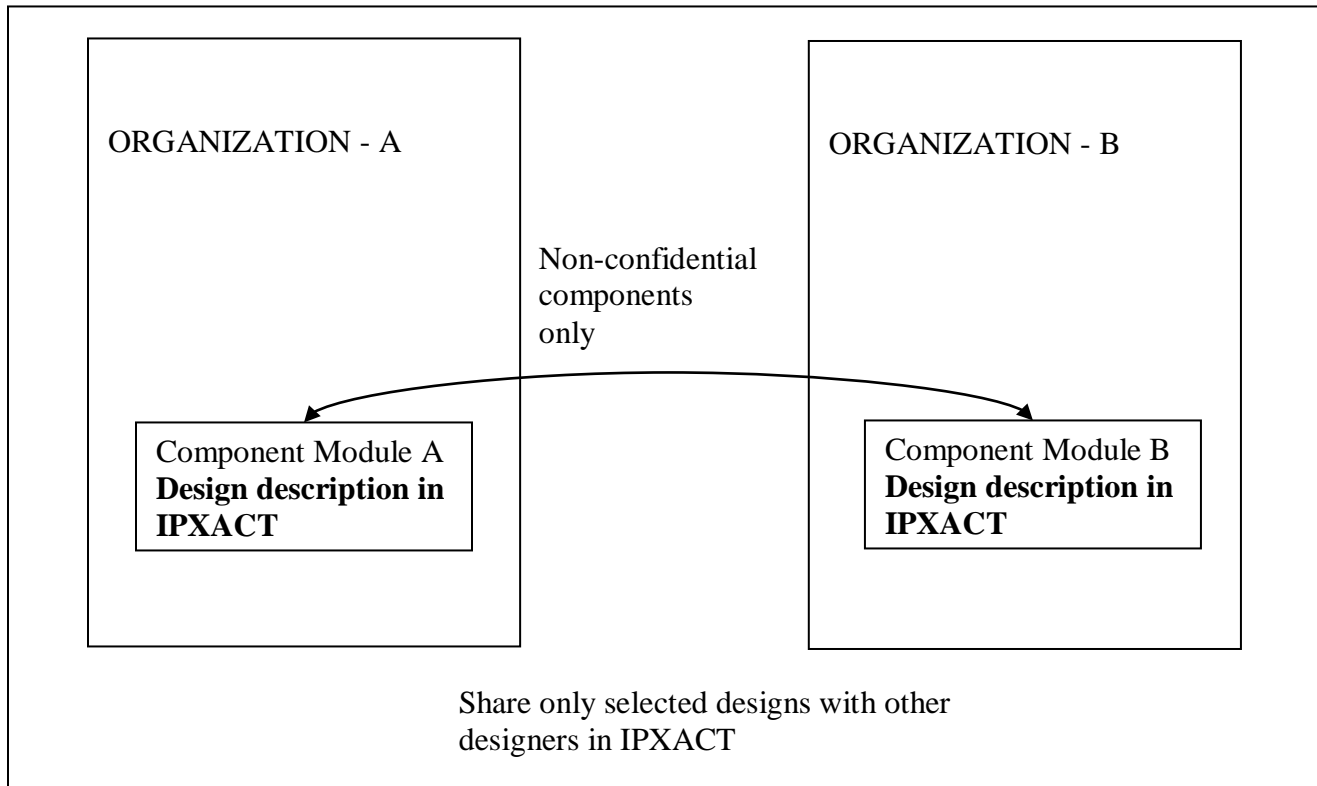 ORGANIZATION - A
ORGANIZATION - B
Non-confidential
components
only
Component Module A
Design description in
IPXACT
Component Module B
Design description in
IPXACT
Share only selected designs with other
designers in IPXACT